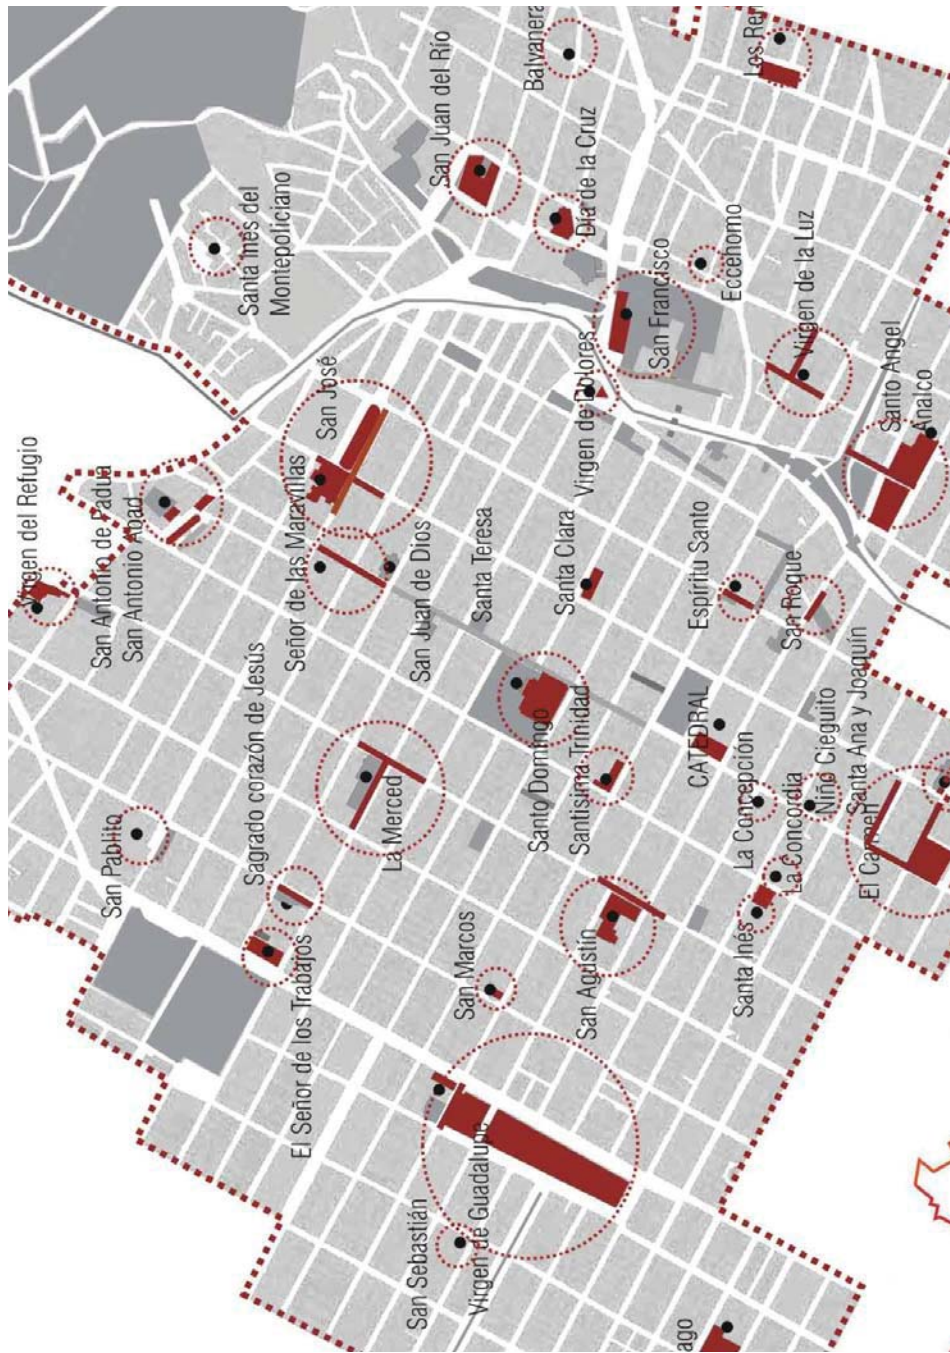 Virgen del Refugio
San Antonio de Padua
San Antonio Abad
Santa Inés del
Montepoliciano
San Juan del Río
Balvanera
Los Rem
Día de la Cruz
San José
Señor de las Maravillas
San Francisco
Eccehomo
Virgen de la Luz
Virgen de Dolores
Santo Angel
Analco
San Juan de Dios
Santa Teresa
Santa Clara
Espíritu Santo
San Roque
Sagrado corazón de Jesús
San Pablito
La Merced
Santo Domingo
Santísima Trinidad
CATEDRAL
La Concepción
La Concordia
Niño Cieguito
Santa Ana y Joaquín
El Carmen
El Señor de los Trabajos
San Marcos
San Agustín
Santa Inés
San Sebastián
Virgen de Guadalupe
ago